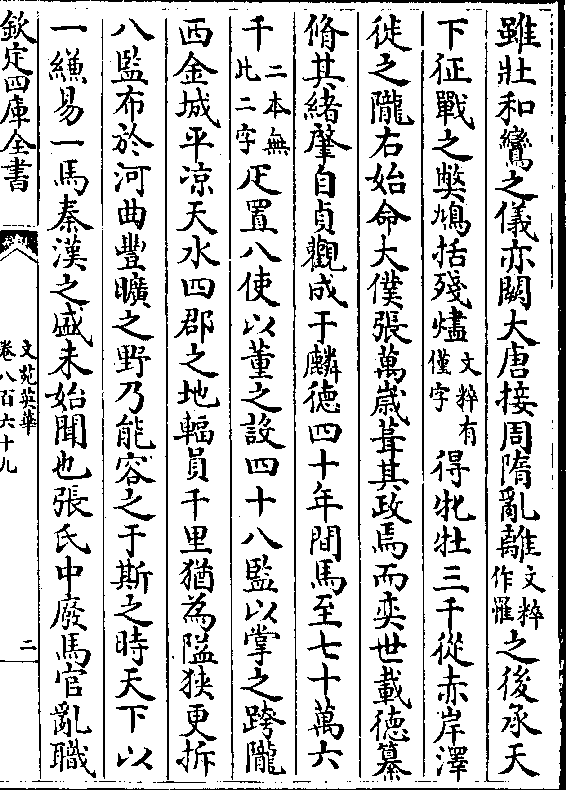 雖壯和鸞之儀亦闕大唐接周隋亂離文粹作罹之後承天
下征戰之弊鳩括殘燼文粹有僅字得牝牡三千從赤岸澤
徙之隴右始命大僕張萬歳葺其政焉而奕世載德纂
脩其緒肇自貞觀成于麟德四十年間馬至七十萬六
千二本無此二字疋置八使以董之設四十八監以掌之跨隴
西金城平凉天水四郡之地輻員千里猶為隘狹更拆
八監布於河曲豐曠之野乃能容之于斯之時天下以
一縑易一馬秦漢之盛未始聞也張氏中廢馬官亂職
欽定四庫全書
文苑英華
卷八百六十九
二